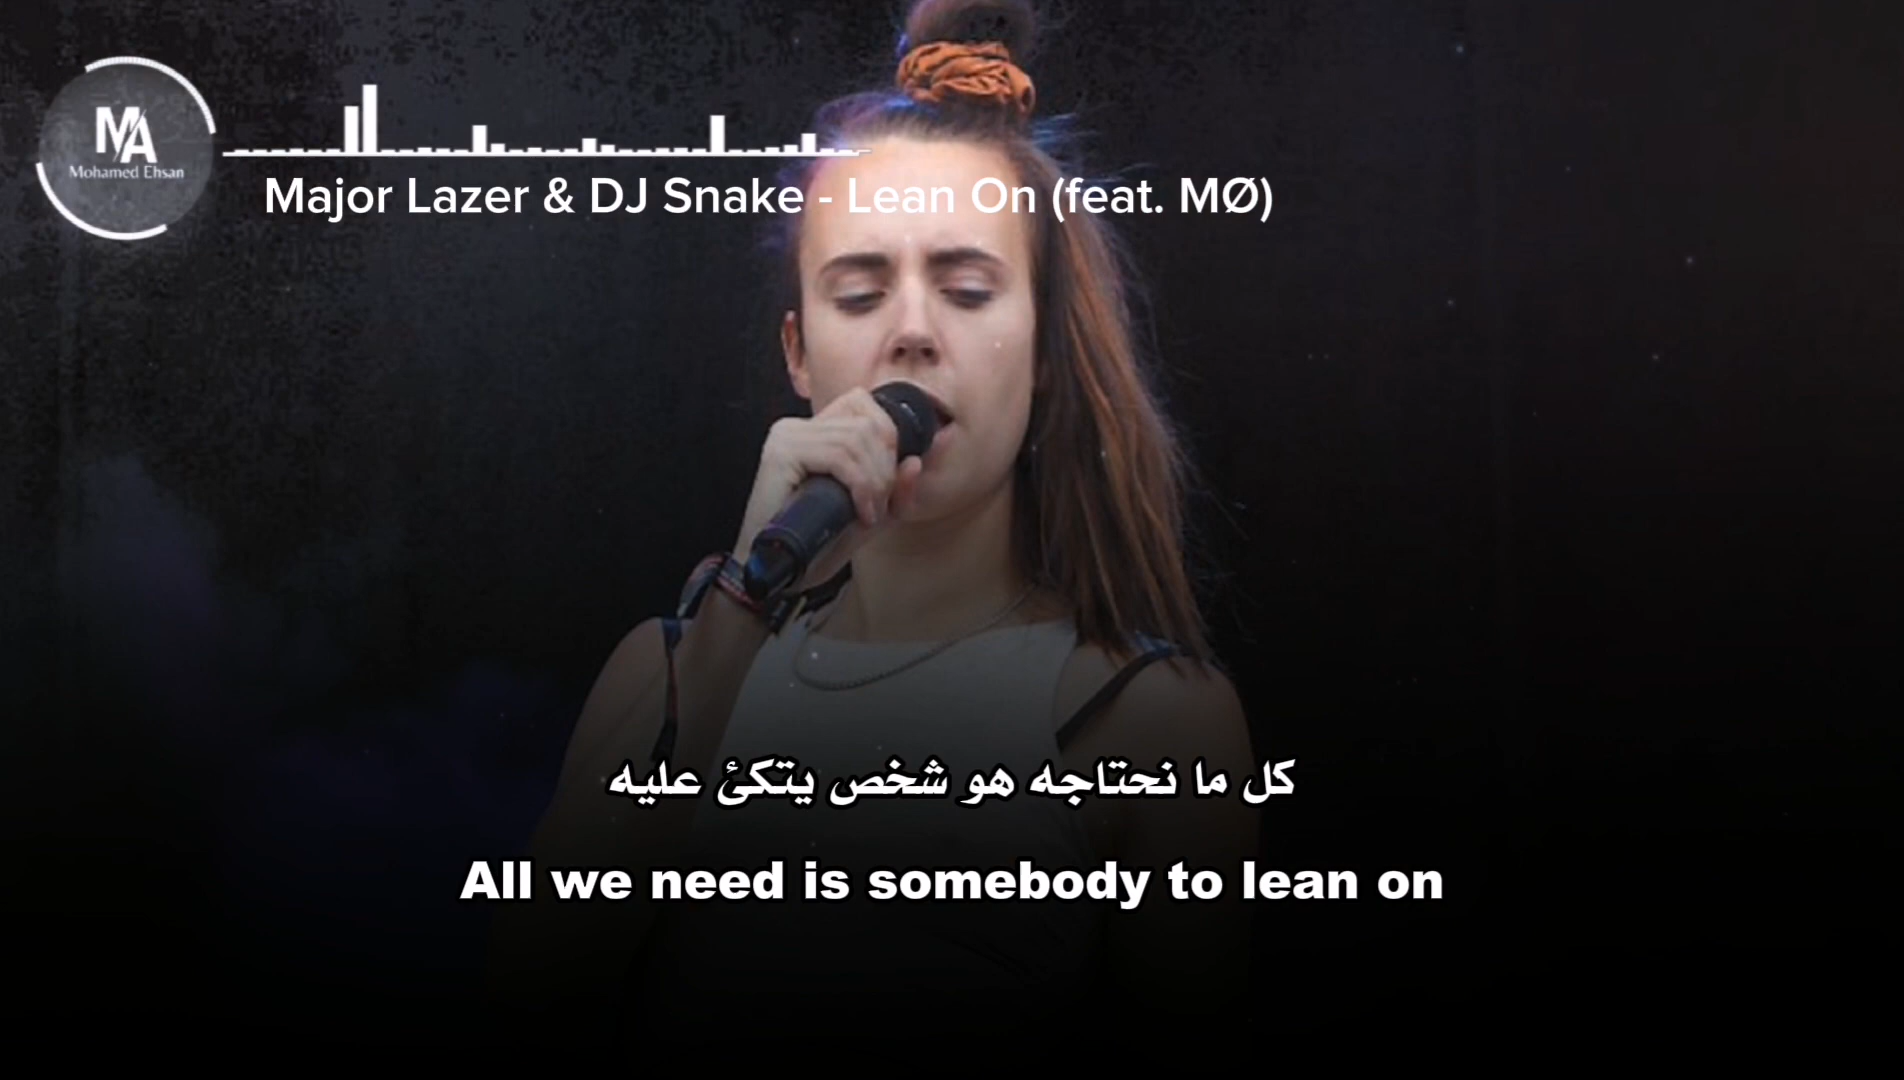 MA
Mohamed Ehsan
Major Lazer & DJ Snake - Lean On (feat. MØ)
كل ما نحتاجه هو شخص يتكئ عليه
All we need is somebody to lean on